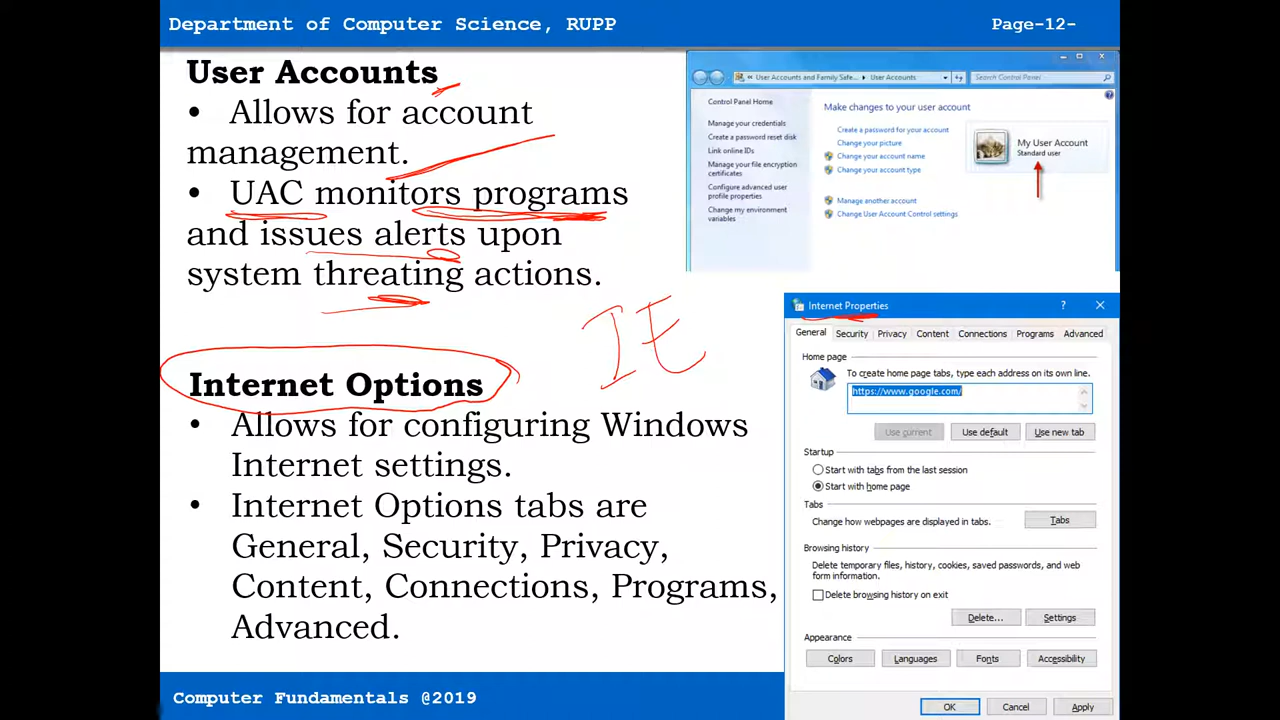 Department of Computer Science, RUPP
Page-12-
User Accounts
• Allows for account
management.
• UAC monitors programs
and issues alerts upon
system threating actions.
IE
Internet Options
• Allows for configuring Windows
Internet settings.
• Internet Options tabs are
General, Security, Privacy,
Content, Connections, Programs,
Advanced.
« User Accounts and Family Safe... ▸ User Accounts
Search Control Panel
Control Panel Home
Manage your credentials
Create a password reset disk
Link online IDs
Manage your file encryption
certificates
Configure advanced user
profile properties
Change my environment
variables
Make changes to your user account
Create a password for your account
Change your picture
Change your account name
Change your account type
Manage another account
Change User Account Control settings
My User Account
Standard user
Internet Properties
? ×
General Security Privacy Content Connections Programs Advanced
Home page
To create home page tabs, type each address on its own line.
https://www.google.com/
Use current Use default Use new tab
Startup
Start with tabs from the last session
Start with home page
Tabs
Change how webpages are displayed in tabs. Tabs
Browsing history
Delete temporary files, history, cookies, saved passwords, and web
form information.
Delete browsing history on exit
Delete... Settings
Appearance
Colors Languages Fonts Accessibility
OK Cancel Apply
Computer Fundamentals @2019